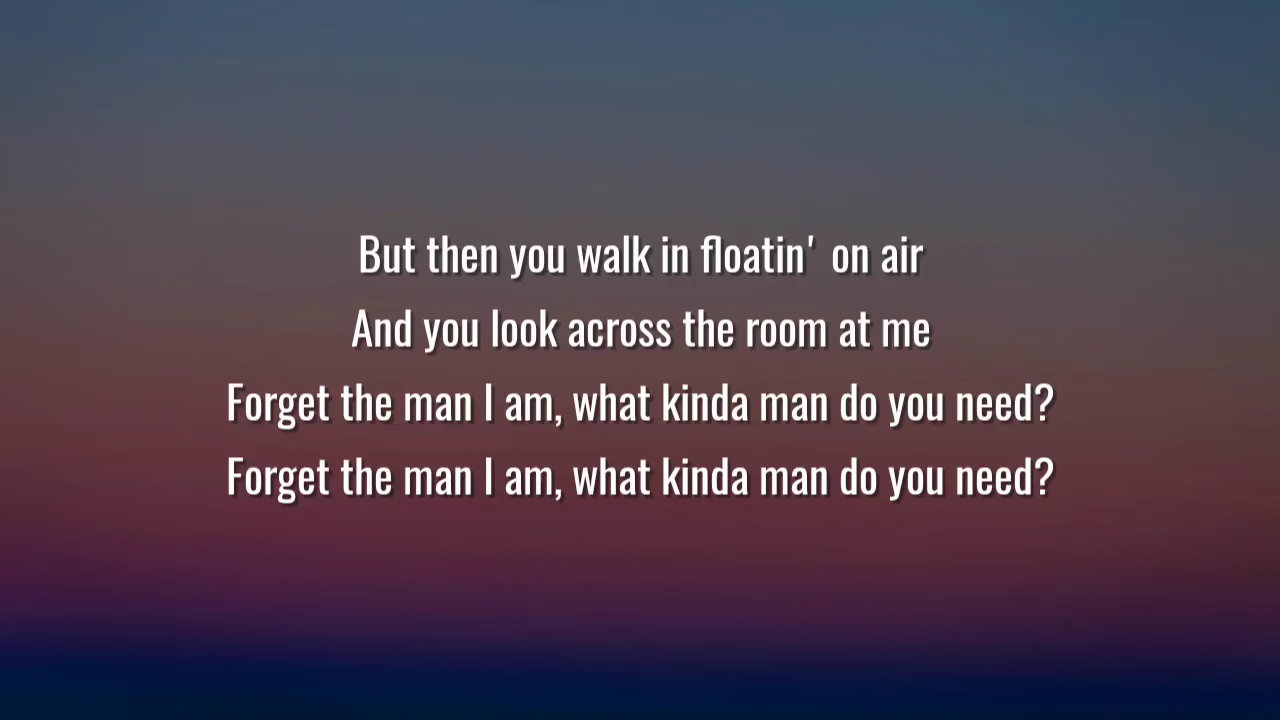 But then you walk in floatin' on air
And you look across the room at me
Forget the man I am, what kinda man do you need?
Forget the man I am, what kinda man do you need?